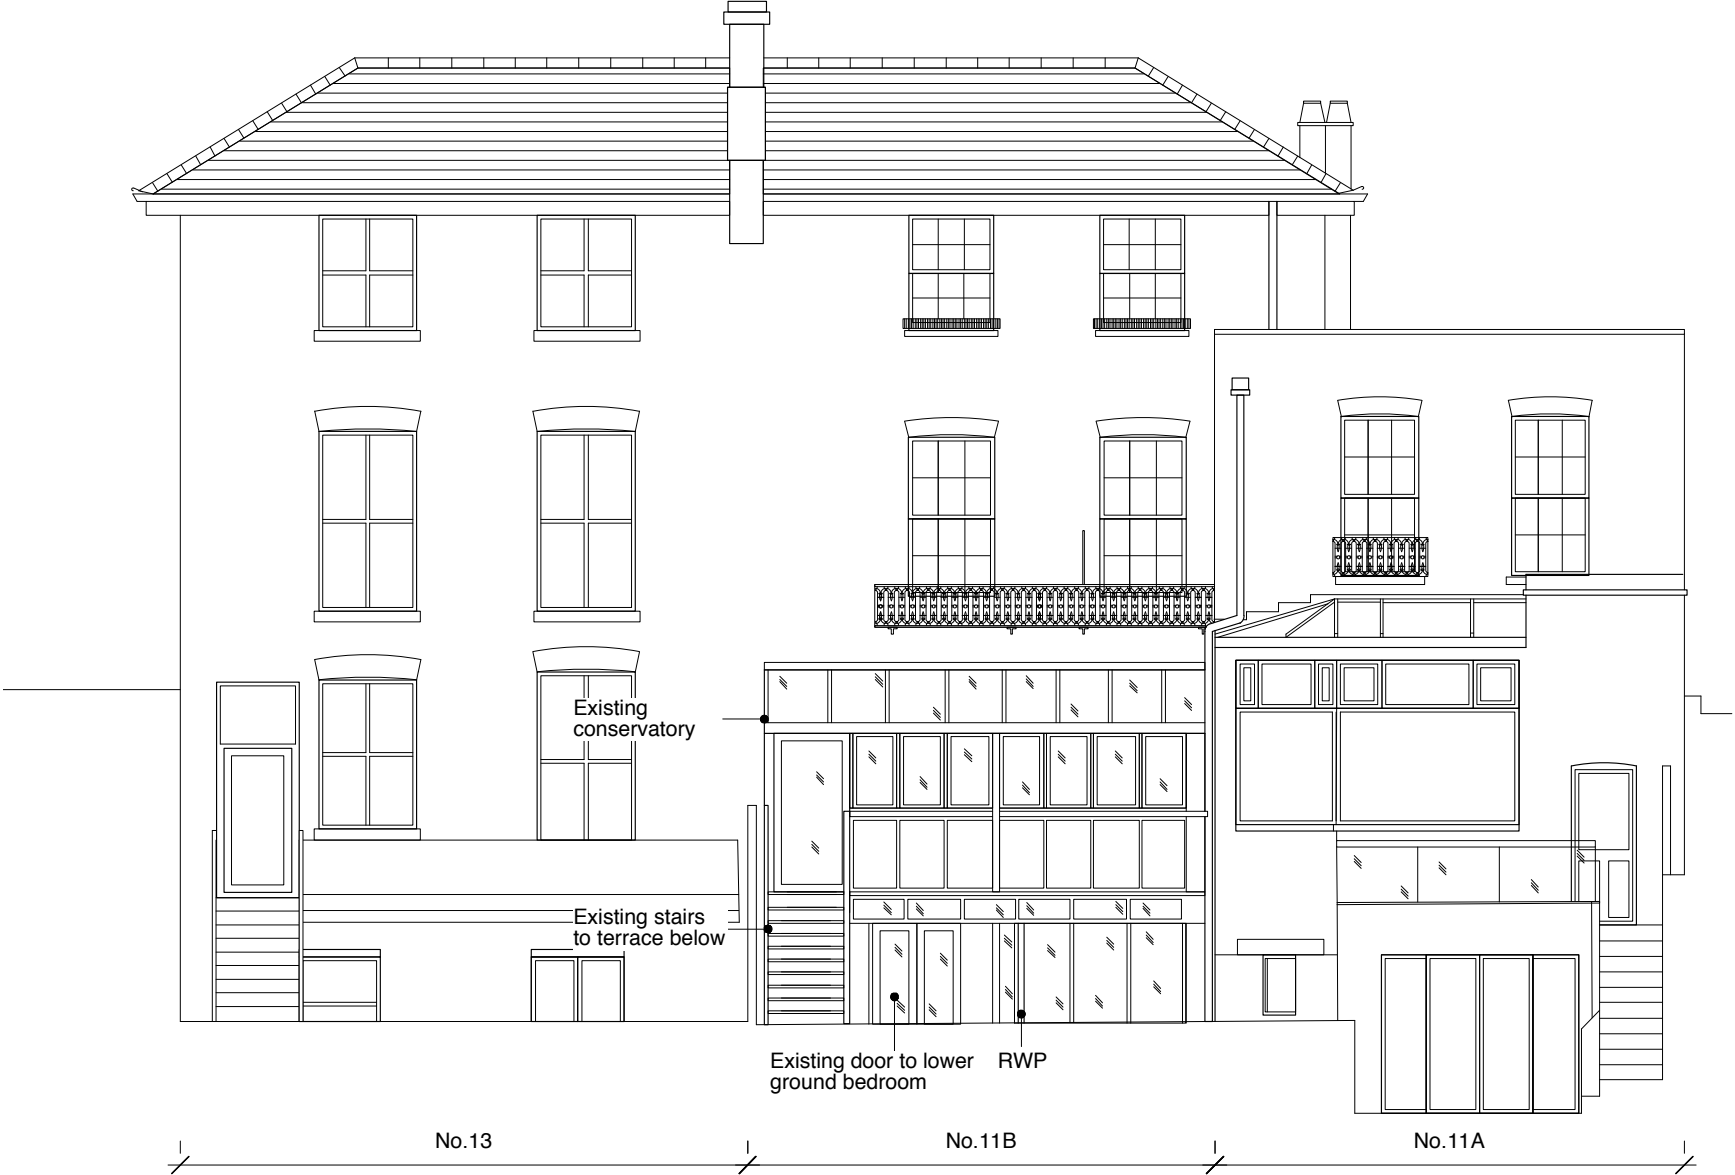 Existing
conservatory
Existing stairs
to terrace below
Existing door to lower
ground bedroom
RWP
No.13
No.11B
No.11A